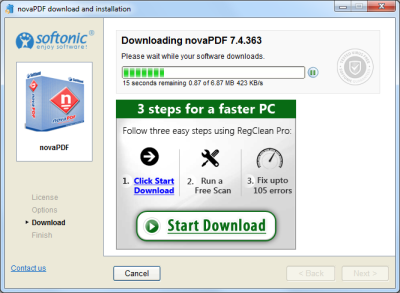 novaPDF download and installation
softonic
enjoy software!
Downloading novaPDF 7.4.363
Please wait while your software downloads.
15 seconds remaining 0.87 of 6.87 MB 423 KB/s
novaPDF
License
Options
Download
Finish
Contact us
3 steps for a faster PC
Follow three easy steps using RegClean Pro:
1. Click Start Download
2. Run a Free Scan
3. Fix upto 105 errors
Start Download
Cancel
< Back
Next >